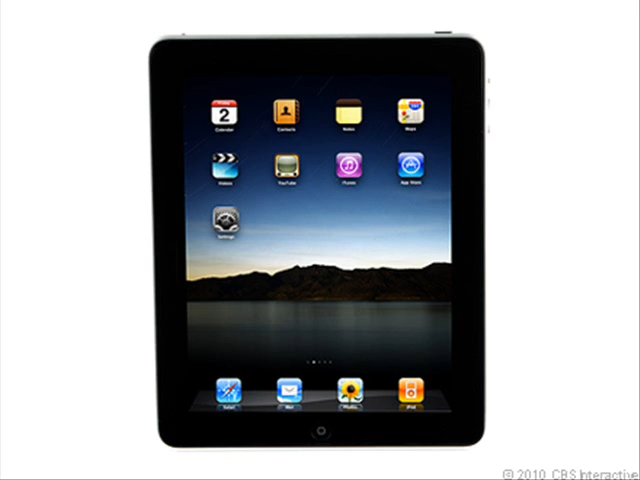 2
Calendar Contacts Notes Maps
Videos YouTube iTunes App Store
Settings
Safari Mail Photos iPod
© 2010 CBS Interactive